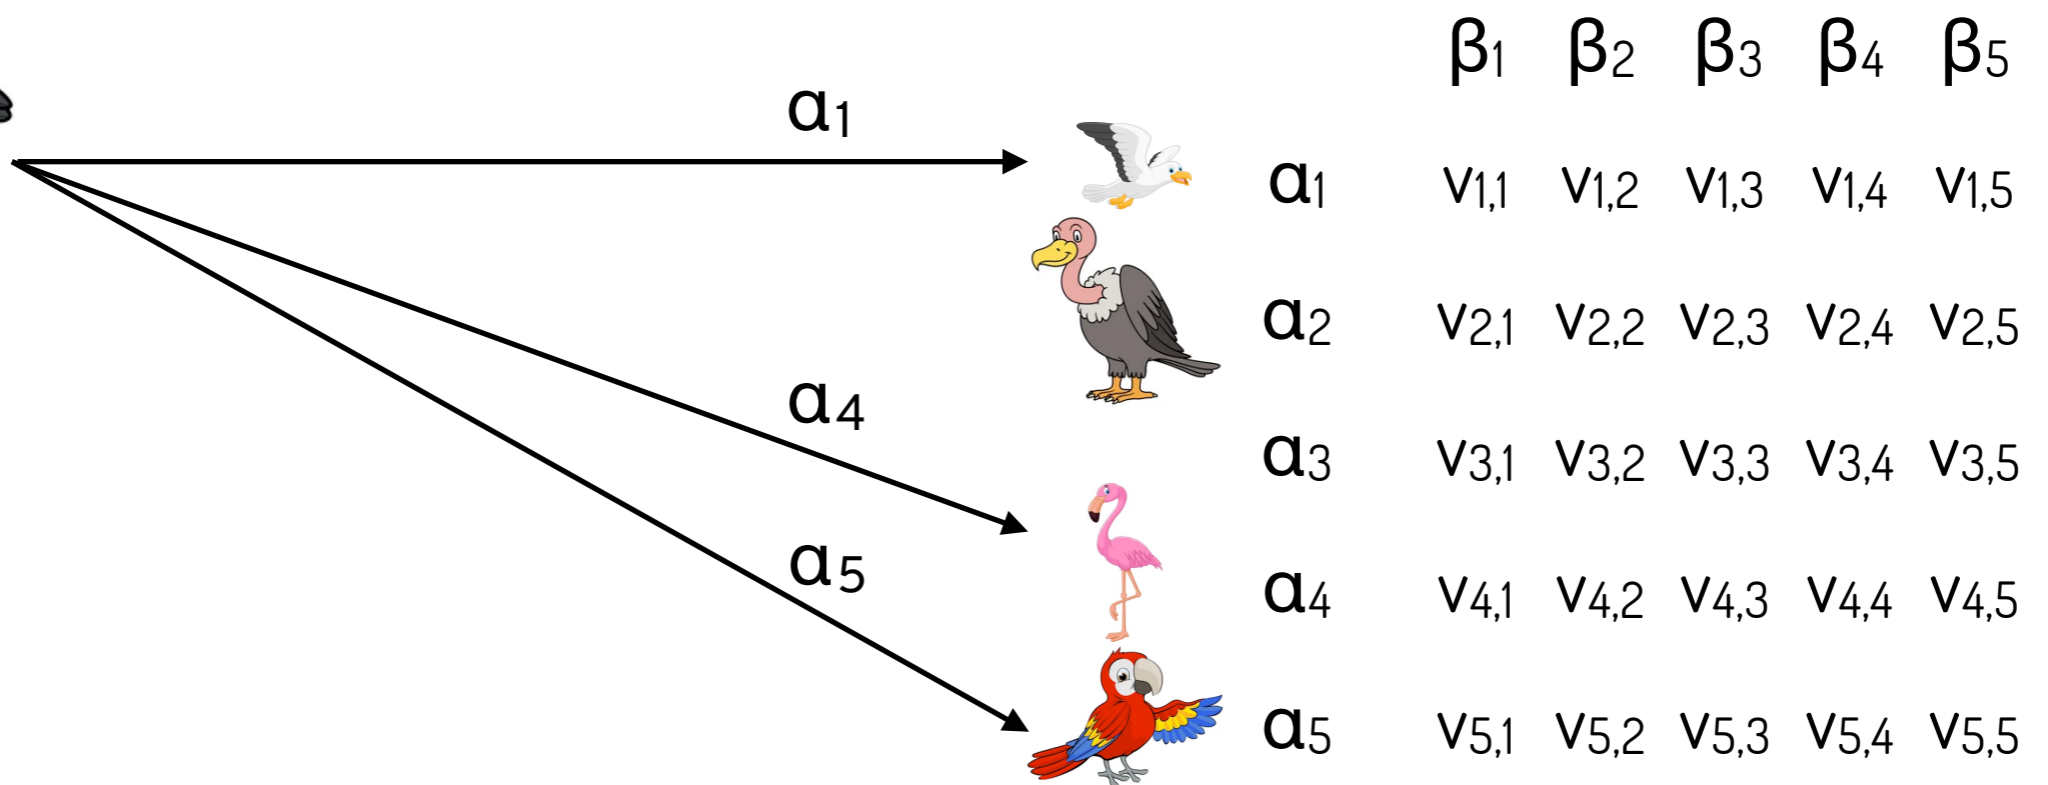 β1 β2 β3 β4 β5
α1
α1 v1,1 v1,2 v1,3 v1,4 v1,5
α2 v2,1 v2,2 v2,3 v2,4 v2,5
α4
α3 v3,1 v3,2 v3,3 v3,4 v3,5
α5
α4 v4,1 v4,2 v4,3 v4,4 v4,5
α5 v5,1 v5,2 v5,3 v5,4 v5,5